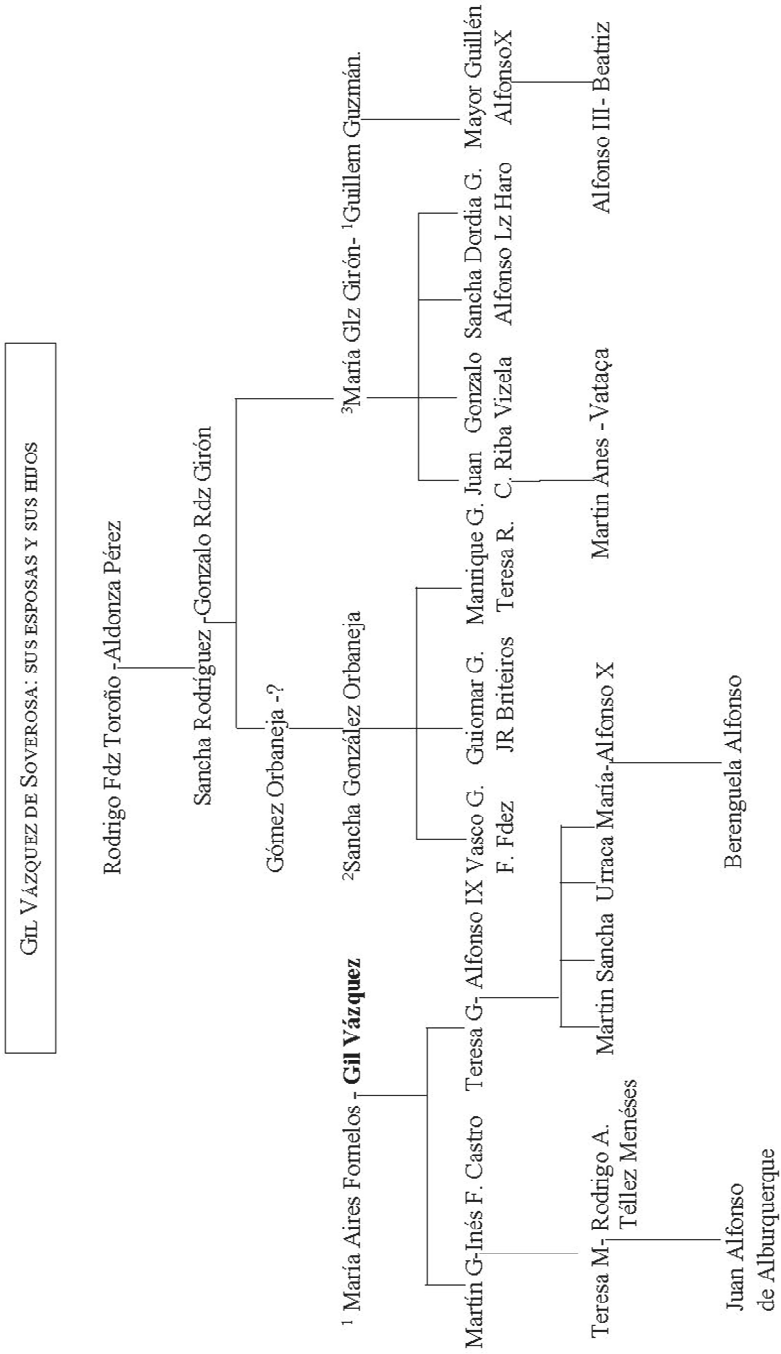 GIL VÁZQUEZ DE SOVEROSA: SUS ESPOSAS Y SUS HIJOS
Rodrigo Fdz Toroño -Aldonza Pérez
Sancha Rodríguez -Gonzalo Rdz Girón
Gómez Orbaneja -?
¹ María Aires Fornelos - Gil Vázquez
²Sancha González Orbaneja
³María Glz Girón- ¹Guillem Guzmán.
Martín G-Inés F. Castro
Teresa G- Alfonso IX
Vasco G.
F. Fdez
Guiomar G.
JR Briteiros
Manrique G.
Teresa R.
Juan
C. Riba Vizela
Gonzalo
Sancha
Dordia G.
Alfonso Lz Haro
Mayor Guillén
AlfonsoX
Teresa M- Rodrigo A.
Téllez Menéses
Martin Sancha Urraca María-Alfonso X
Martin Anes - Vataça
Alfonso III- Beatriz
Juan Alfonso
de Alburquerque
Berenguela Alfonso